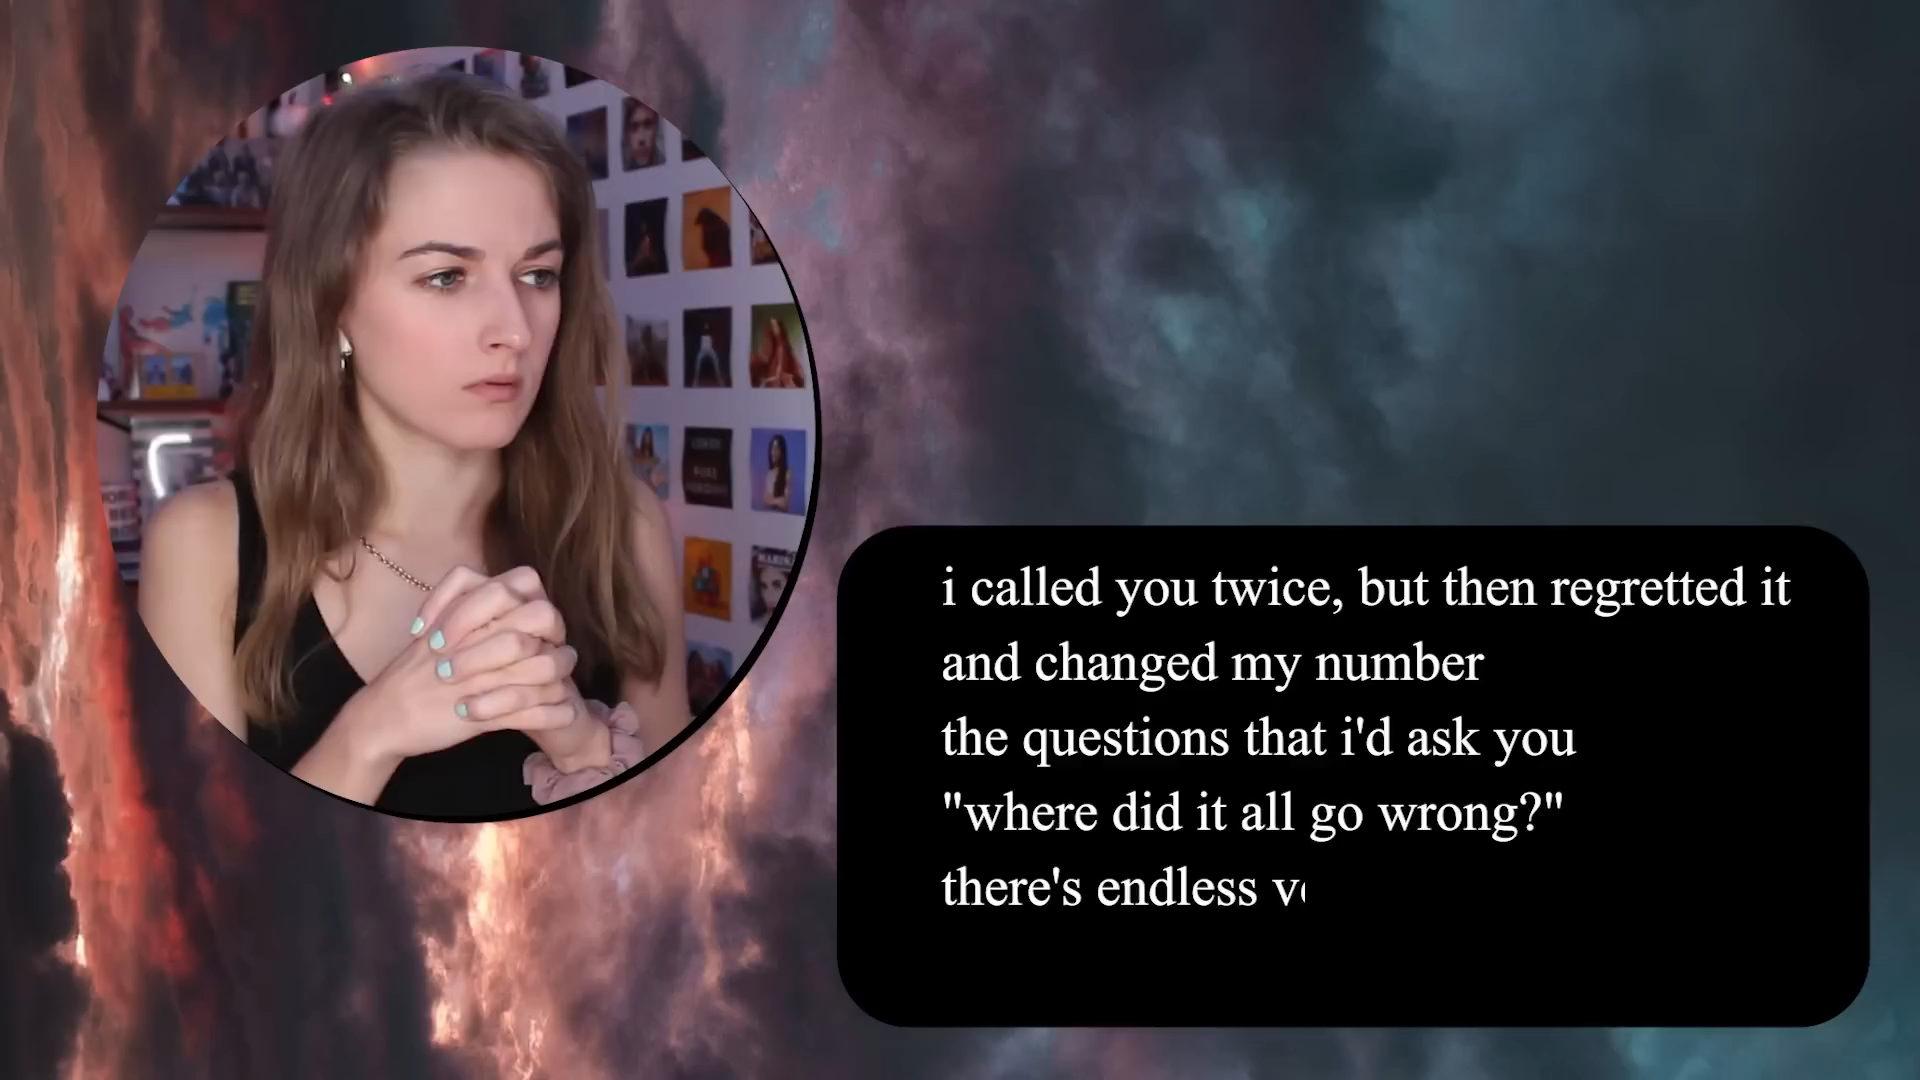 i called you twice, but then regretted it
and changed my number
the questions that i'd ask you
"where did it all go wrong?"
there's endless